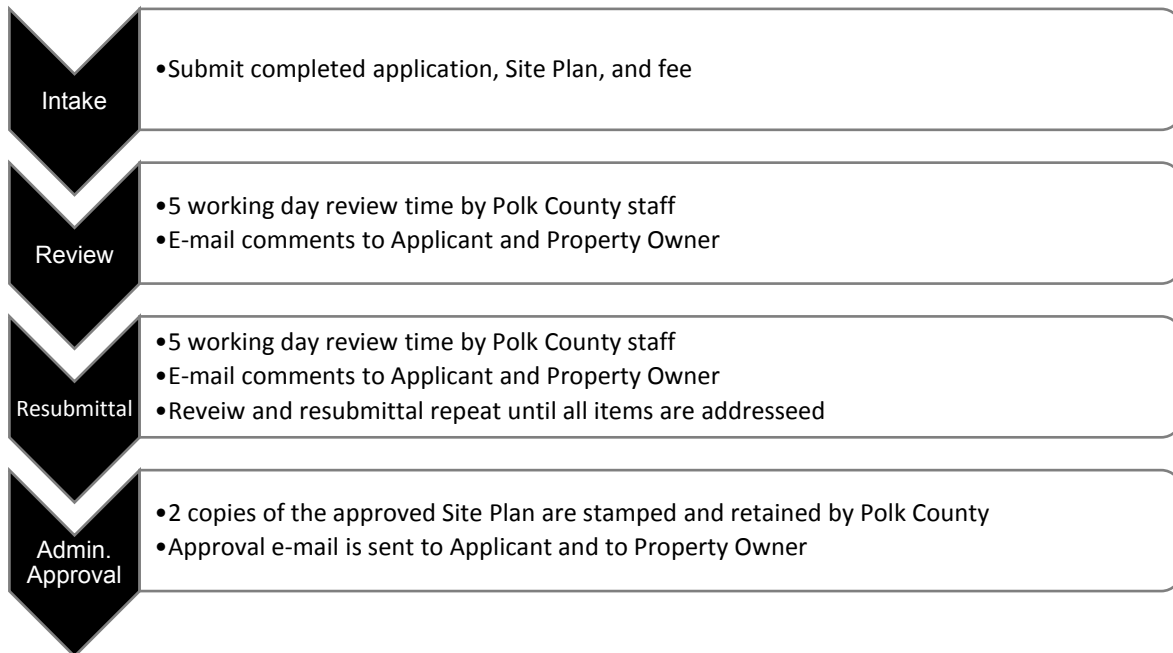 Intake
•Submit completed application, Site Plan, and fee
Review
•5 working day review time by Polk County staff
•E-mail comments to Applicant and Property Owner
Resubmittal
•5 working day review time by Polk County staff
•E-mail comments to Applicant and Property Owner
•Reveiw and resubmittal repeat until all items are addresseed
Admin.
Approval
•2 copies of the approved Site Plan are stamped and retained by Polk County
•Approval e-mail is sent to Applicant and to Property Owner